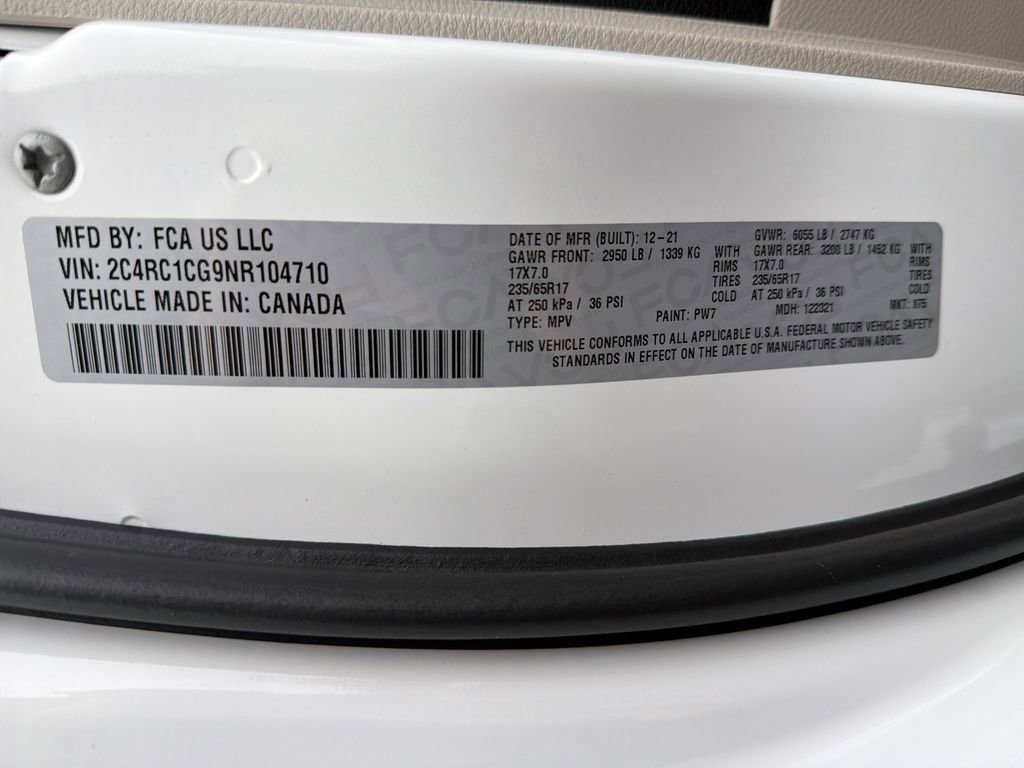 MFD BY: FCA US LLC
VIN: 2C4RC1CG9NR104710
VEHICLE MADE IN: CANADA
DATE OF MFR (BUILT): 12-21
GAWR FRONT: 2950 LB / 1339 KG WITH
17X7.0 RIMS
235/65R17 TIRES
AT 250 kPa / 36 PSI COLD
TYPE: MPV PAINT: PW7
GVWR: 6055 LB / 2747 KG
GAWR REAR: 3200 LB / 1452 KG WITH
17X7.0 RIMS
235/65R17 TIRES
AT 250 kPa / 36 PSI COLD
MDH: 122321 MKT: 875
THIS VEHICLE CONFORMS TO ALL APPLICABLE U.S.A. FEDERAL MOTOR VEHICLE SAFETY
STANDARDS IN EFFECT ON THE DATE OF MANUFACTURE SHOWN ABOVE.